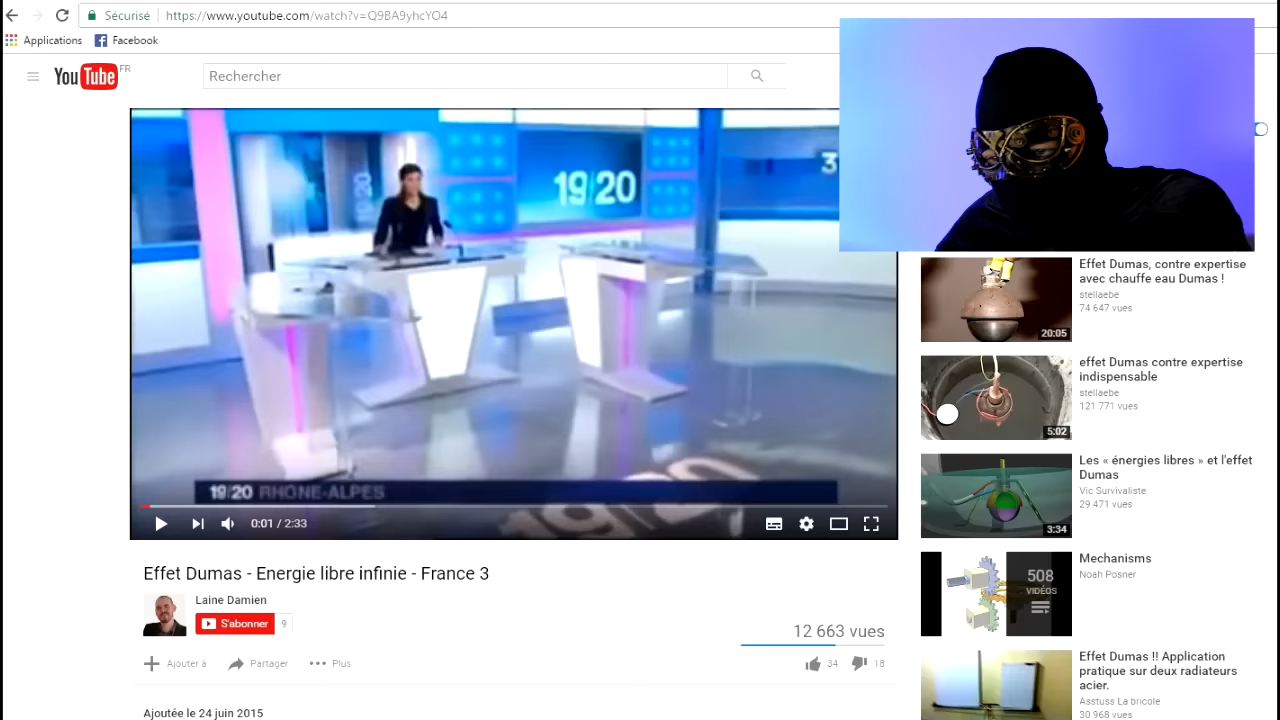 Sécurisé
https://www.youtube.com/watch?v=Q9BA9yhcYO4
Applications
Facebook
YouTube FR
Rechercher
19/20
3
19/20 RHÔNE-ALPES
0:01 / 2:33
Effet Dumas - Energie libre infinie - France 3
Laine Damien
S'abonner 9
12 663 vues
Ajouter à
Partager
Plus
34
18
Ajoutée le 24 juin 2015
Effet Dumas, contre expertise
avec chauffe eau Dumas !
stellaebe
74 647 vues
20:05
effet Dumas contre expertise
indispensable
stellaebe
121 771 vues
5:02
Les « énergies libres » et l'effet
Dumas
Vic Survivaliste
29 471 vues
3:34
Mechanisms
Noah Posner
508
VIDÉOS
Effet Dumas !! Application
pratique sur deux radiateurs
acier.
Asstuss La bricole
30 968 vues